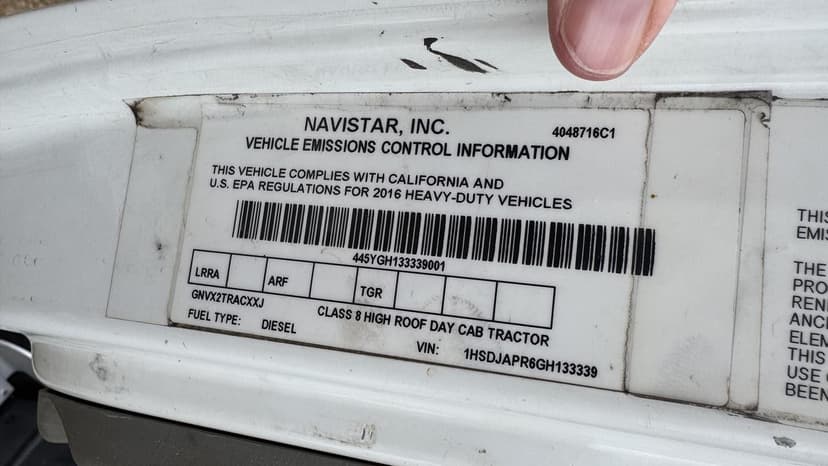 NAVISTAR, INC.
4048716C1
VEHICLE EMISSIONS CONTROL INFORMATION
THIS VEHICLE COMPLIES WITH CALIFORNIA AND
U.S. EPA REGULATIONS FOR 2016 HEAVY-DUTY VEHICLES
445YGH133339001
LRRA ARF TGR
GNVX2TRACXXJ
CLASS 8 HIGH ROOF DAY CAB TRACTOR
FUEL TYPE: DIESEL
VIN: 1HSDJAPR6GH133339
THIS
EMIS
THE
PRO
REN
ANC
ELEM
THIS
USE
BEEN